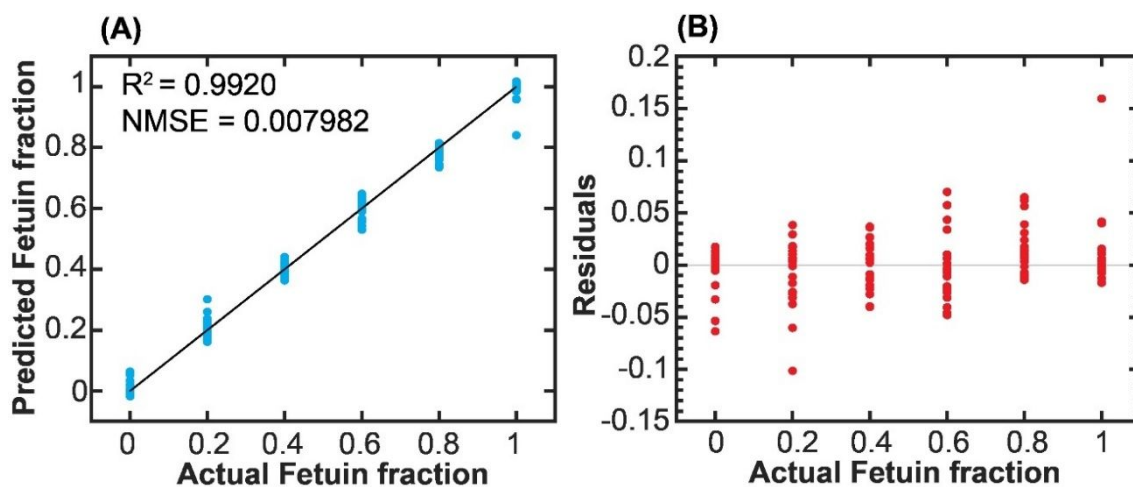 (A)
R² = 0.9920
NMSE = 0.007982
Predicted Fetuin fraction
1
0.8
0.6
0.4
0.2
0
0 0.2 0.4 0.6 0.8 1
Actual Fetuin fraction
(B)
Residuals
0.2
0.15
0.1
0.05
0
-0.05
-0.1
-0.15
0 0.2 0.4 0.6 0.8 1
Actual Fetuin fraction